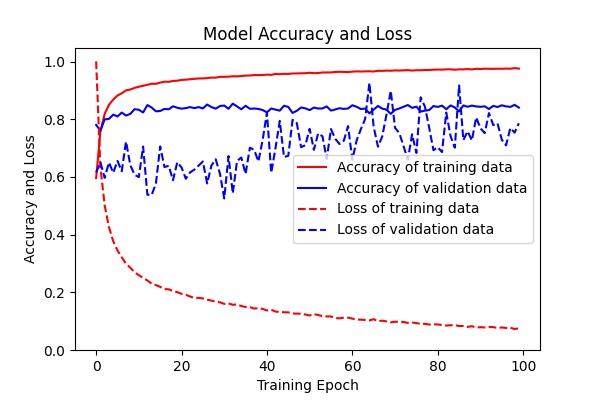 Model Accuracy and Loss
Accuracy and Loss
1.0
0.8
0.6
0.4
0.2
0.0
Accuracy of training data
Accuracy of validation data
Loss of training data
Loss of validation data
0
20
40
60
80
100
Training Epoch